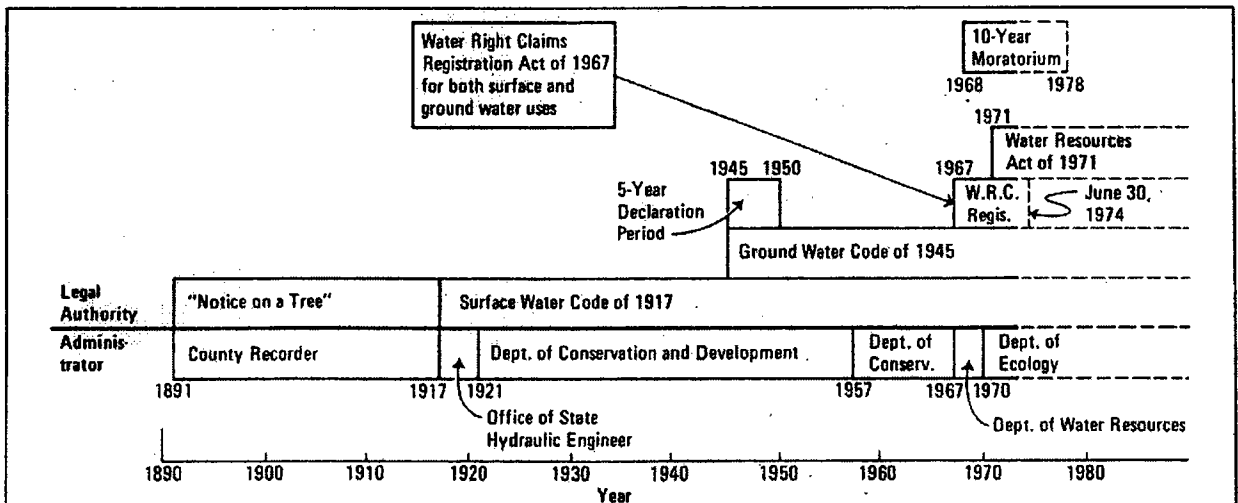 Water Right Claims
Registration Act of 1967
for both surface and
ground water uses
10-Year
Moratorium
1968 1978
1971
Water Resources
Act of 1971
1945 1950
1967
5-Year
Declaration
Period
W.R.C.
Regis.
June 30,
1974
Ground Water Code of 1945
Legal
Authority
"Notice on a Tree"
Surface Water Code of 1917
Adminis-
trator
County Recorder
Dept. of Conservation and Development
Dept. of
Conserv.
Dept. of
Ecology
1891 1917 1921 1957 1967 1970
Office of State
Hydraulic Engineer
Dept. of Water Resources
1890 1900 1910 1920 1930 1940 1950 1960 1970 1980
Year